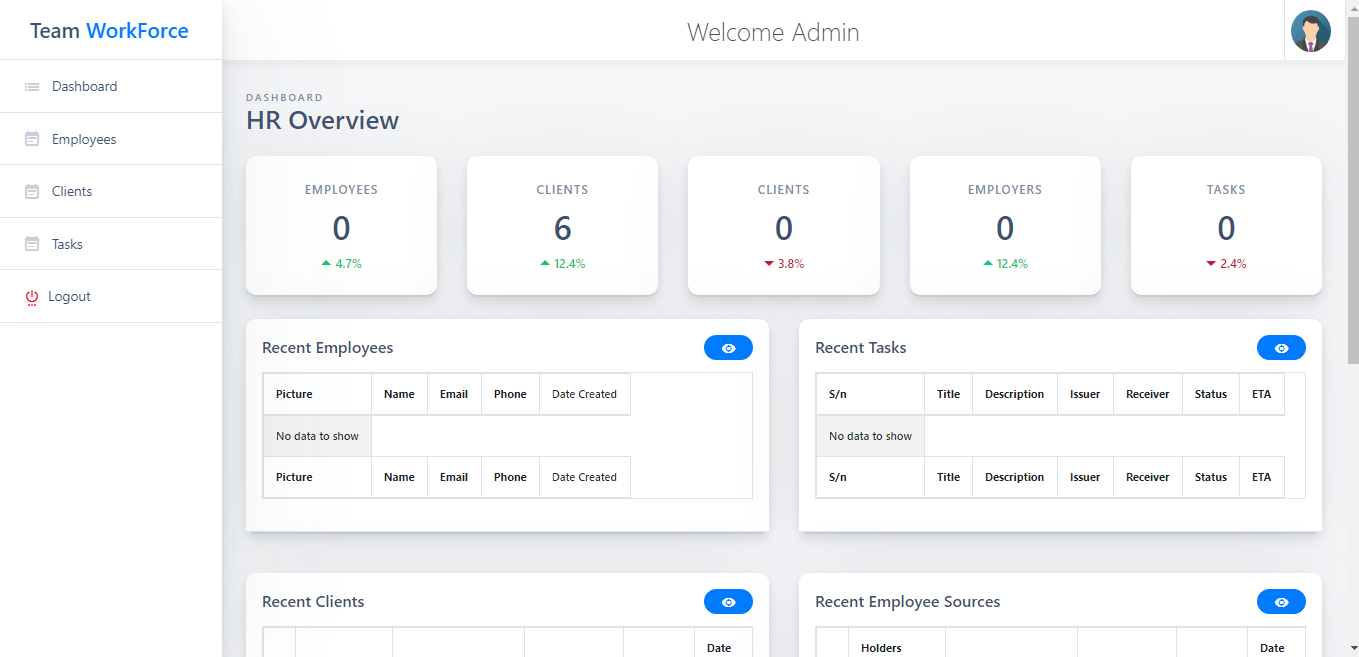 Team WorkForce
Welcome Admin
Dashboard
Employees
Clients
Tasks
Logout
DASHBOARD
HR Overview
EMPLOYEES
0
4.7%
CLIENTS
6
12.4%
CLIENTS
0
3.8%
EMPLOYERS
0
12.4%
TASKS
0
2.4%
Recent Employees
Picture Name Email Phone Date Created
No data to show
Picture Name Email Phone Date Created
Recent Tasks
S/n Title Description Issuer Receiver Status ETA
No data to show
S/n Title Description Issuer Receiver Status ETA
Recent Clients
Date
Recent Employee Sources
Holders Date